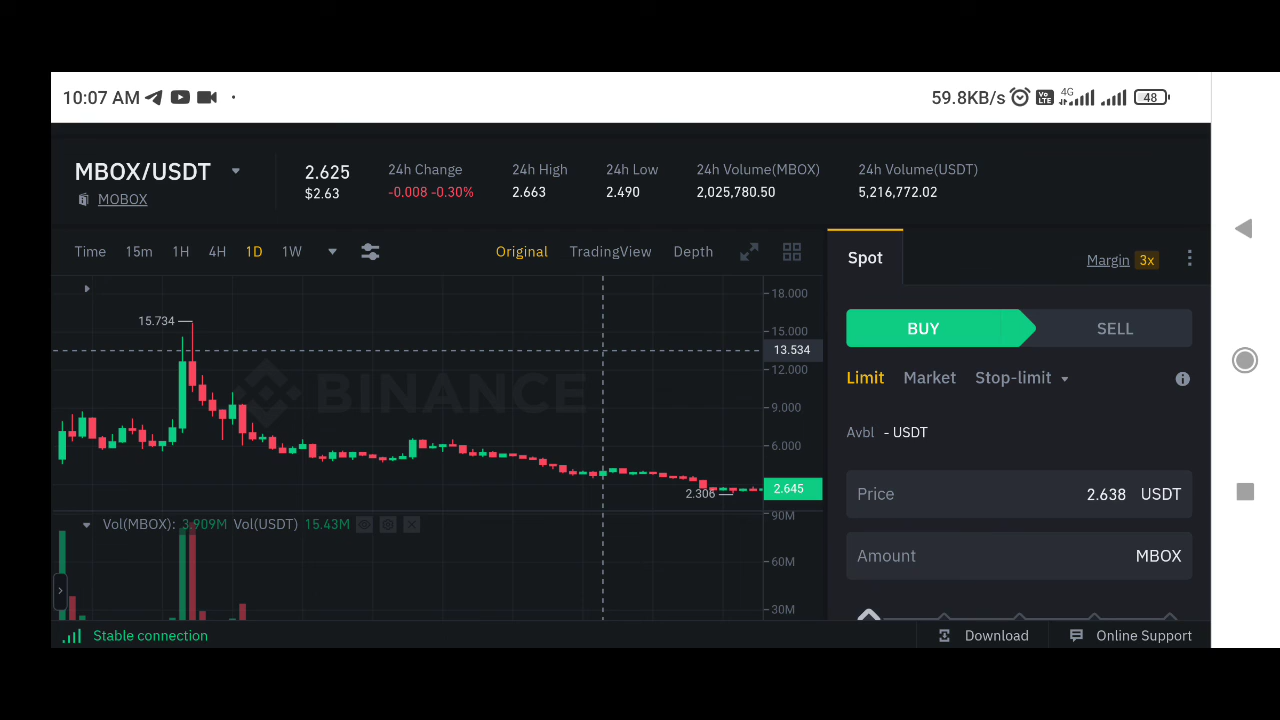 10:07 AM
59.8KB/s
Vo LTE
4G
48
MBOX/USDT
MOBOX
2.625
$2.63
24h Change
-0.008 -0.30%
24h High
2.663
24h Low
2.490
24h Volume(MBOX)
2,025,780.50
24h Volume(USDT)
5,216,772.02
Time 15m 1H 4H 1D 1W
Original TradingView Depth
18.000
15.734
15.000
13.534
12.000
BINANCE
9.000
6.000
2.645
2.306
Vol(MBOX): 3.909M Vol(USDT) 15.43M
90M
60M
30M
Spot
Margin 3x
BUY SELL
Limit Market Stop-limit
Avbl - USDT
Price 2.638 USDT
Amount MBOX
Stable connection
Download
Online Support